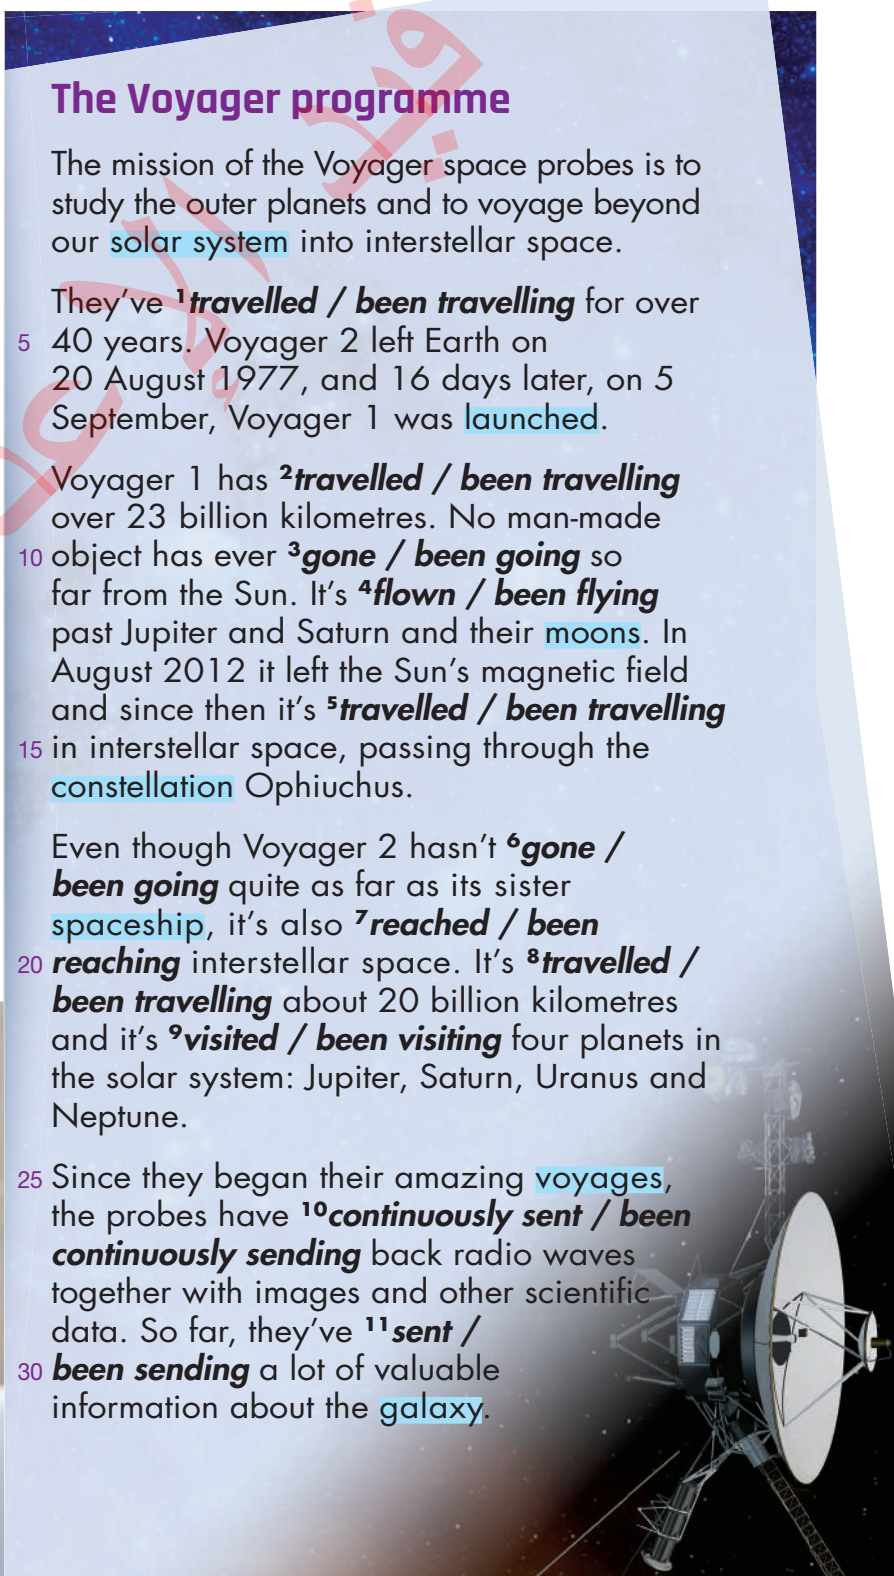 The Voyager programme
The mission of the Voyager space probes is to
study the outer planets and to voyage beyond
our solar system into interstellar space.
They've ¹travelled / been travelling for over
5 40 years. Voyager 2 left Earth on
20 August 1977, and 16 days later, on 5
September, Voyager 1 was launched.
Voyager 1 has ²travelled / been travelling
over 23 billion kilometres. No man-made
10 object has ever ³gone / been going so
far from the Sun. It's ⁴flown / been flying
past Jupiter and Saturn and their moons. In
August 2012 it left the Sun's magnetic field
and since then it's ⁵travelled / been travelling
15 in interstellar space, passing through the
constellation Ophiuchus.
Even though Voyager 2 hasn't ⁶gone /
been going quite as far as its sister
spaceship, it's also ⁷reached / been
20 reaching interstellar space. It's ⁸travelled /
been travelling about 20 billion kilometres
and it's ⁹visited / been visiting four planets in
the solar system: Jupiter, Saturn, Uranus and
Neptune.
25 Since they began their amazing voyages,
the probes have ¹⁰continuously sent / been
continuously sending back radio waves
together with images and other scientific
data. So far, they've ¹¹sent /
30 been sending a lot of valuable
information about the galaxy.